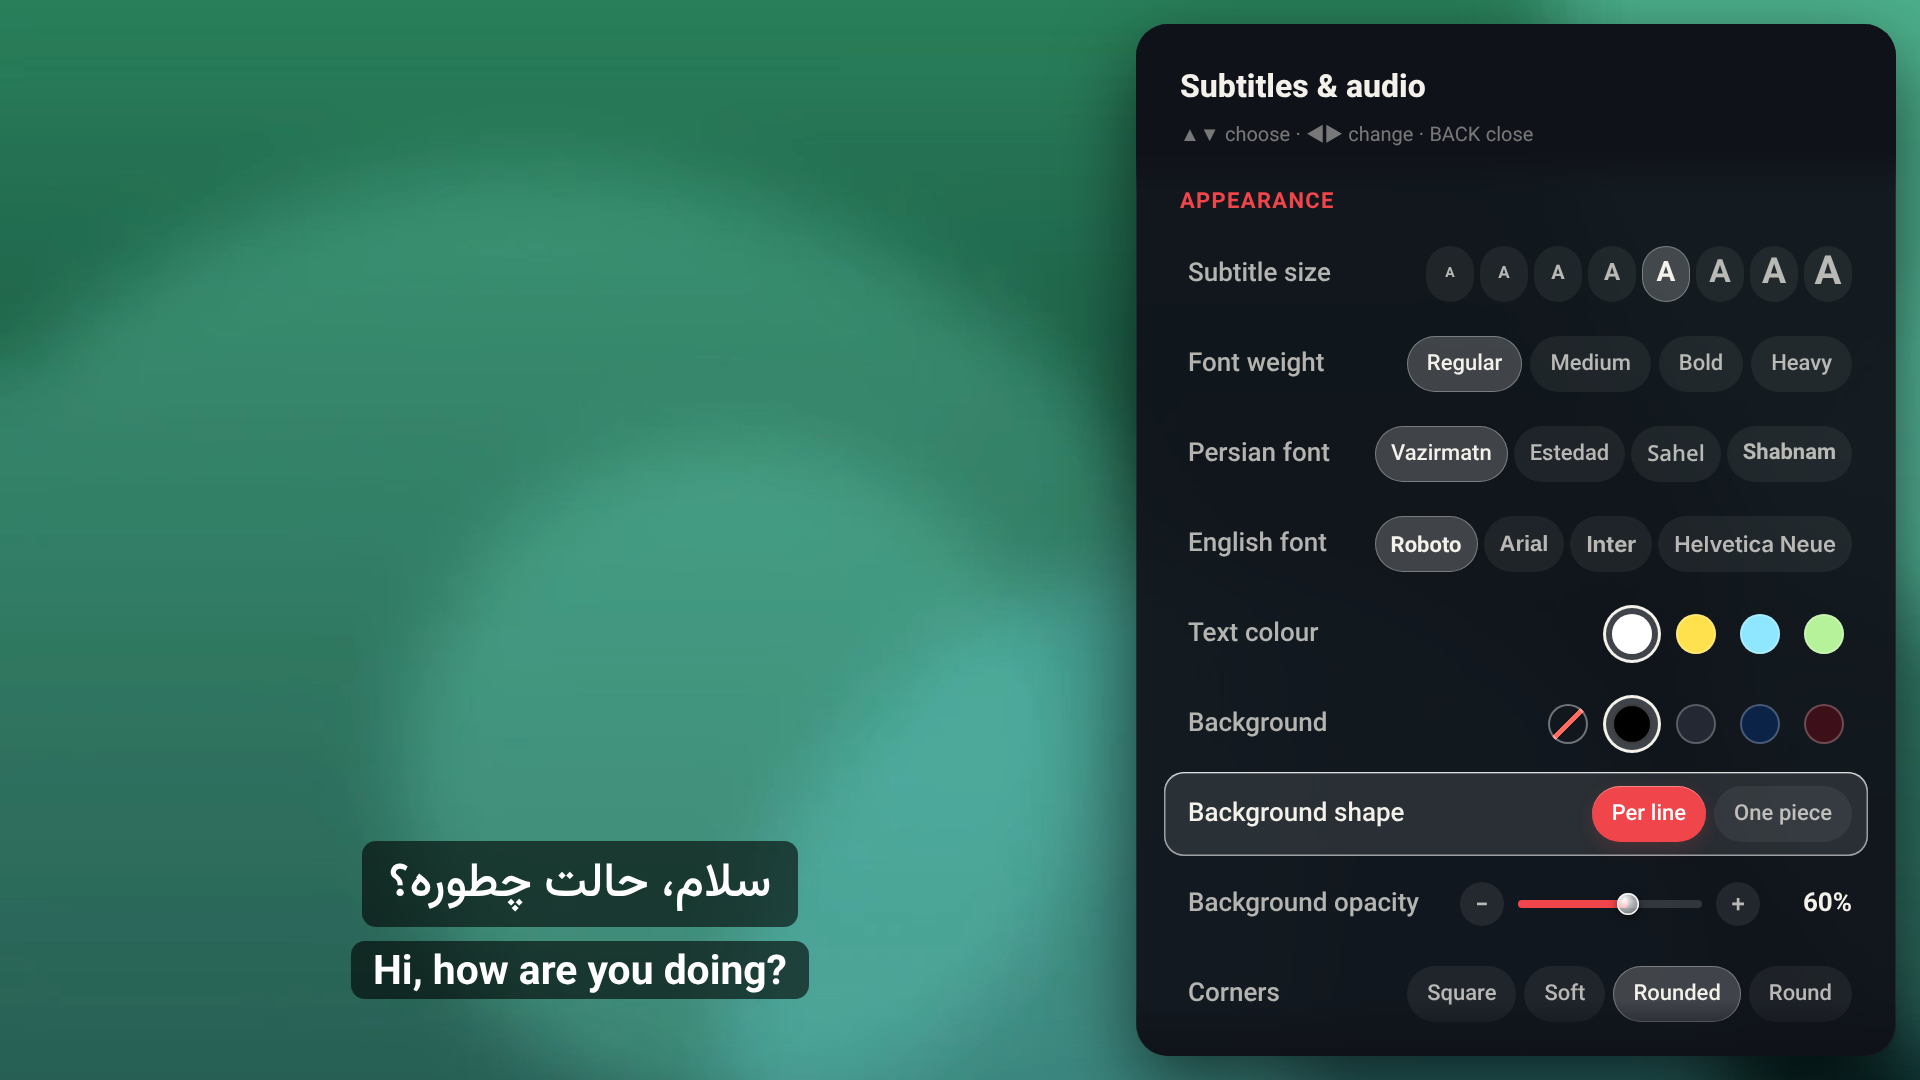 Subtitles & audio
▲▼ choose · ◀▶ change · BACK close
APPEARANCE
Subtitle size A A A A A A A A
Font weight Regular Medium Bold Heavy
Persian font Vazirmatn Estedad Sahel Shabnam
English font Roboto Arial Inter Helvetica Neue
Text colour
Background
Background shape Per line One piece
Background opacity - + 60%
Corners Square Soft Rounded Round
سلام، حالت چطوره؟
Hi, how are you doing?